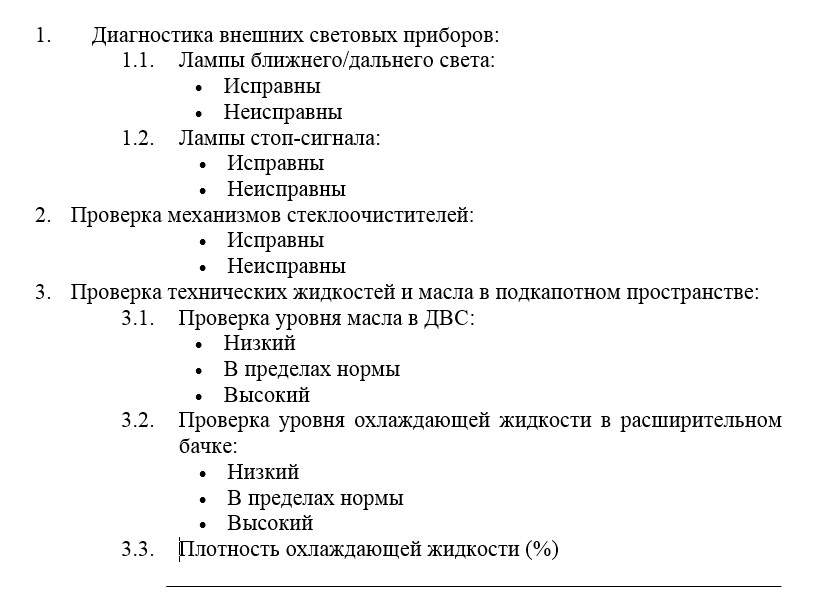 1. Диагностика внешних световых приборов:
1.1. Лампы ближнего/дальнего света:
• Исправны
• Неисправны
1.2. Лампы стоп-сигнала:
• Исправны
• Неисправны
2. Проверка механизмов стеклоочистителей:
• Исправны
• Неисправны
3. Проверка технических жидкостей и масла в подкапотном пространстве:
3.1. Проверка уровня масла в ДВС:
• Низкий
• В пределах нормы
• Высокий
3.2. Проверка уровня охлаждающей жидкости в расширительном
бачке:
• Низкий
• В пределах нормы
• Высокий
3.3. Плотность охлаждающей жидкости (%)